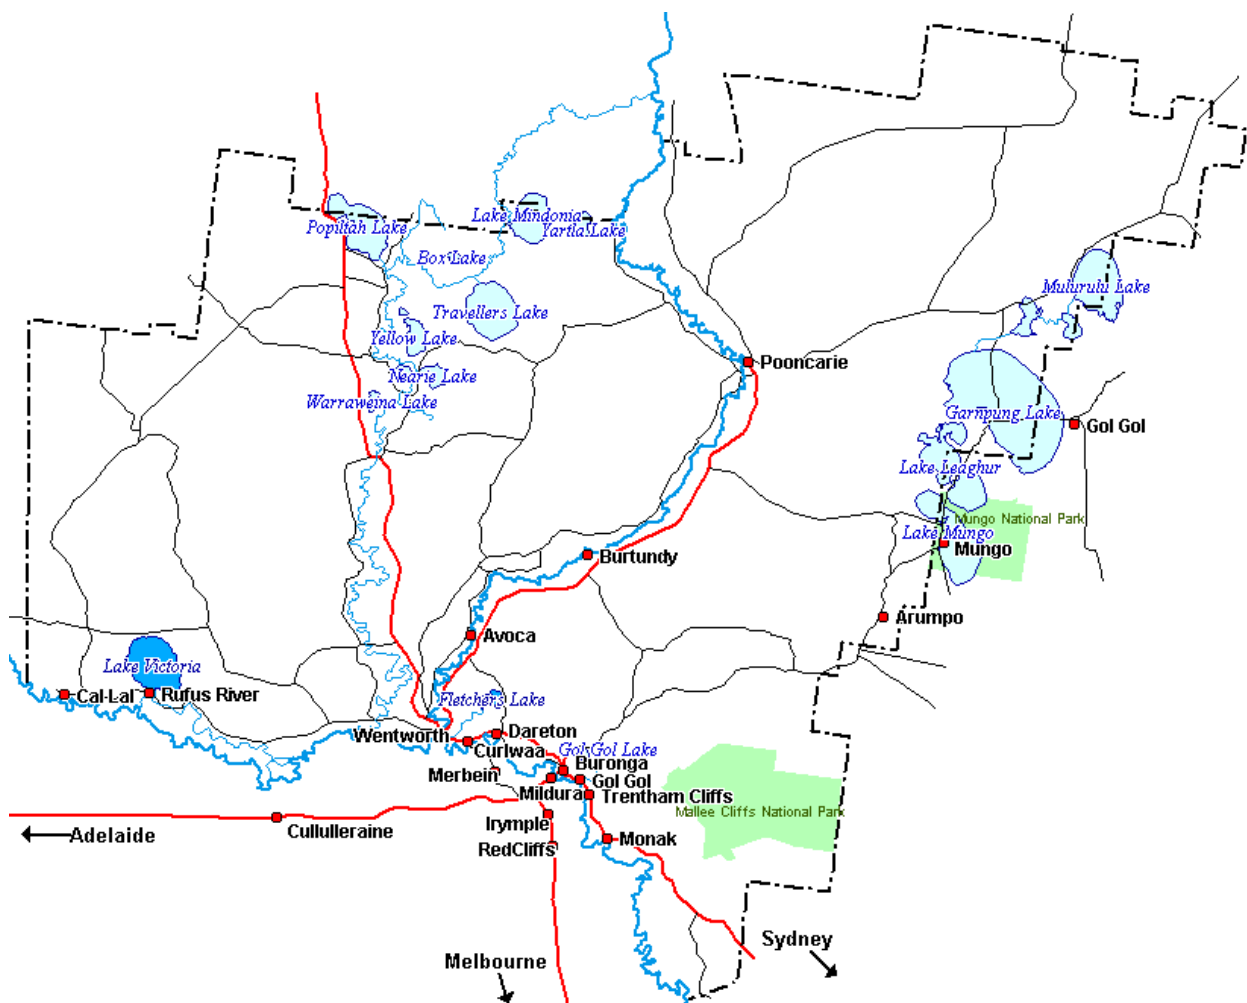 Lake Mindonia
Popiltah Lake
Yartla Lake
Box Lake
Mulurulu Lake
Travellers Lake
Yellow Lake
Pooncarie
Nearie Lake
Warraweina Lake
Garnpung Lake
Gol Gol
Lake Leaghur
Mungo National Park
Lake Mungo
Mungo
Burtundy
Arumpo
Avoca
Lake Victoria
Cal-Lal
Rufus River
Fletchers Lake
Wentworth
Dareton
Curlwaa
Gol Gol Lake
Buronga
Merbein
Gol Gol
Mildura
Trentham Cliffs
Mallee Cliffs National Park
Irymple
Cululleraine
Adelaide
Monak
RedCliffs
Sydney
Melbourne